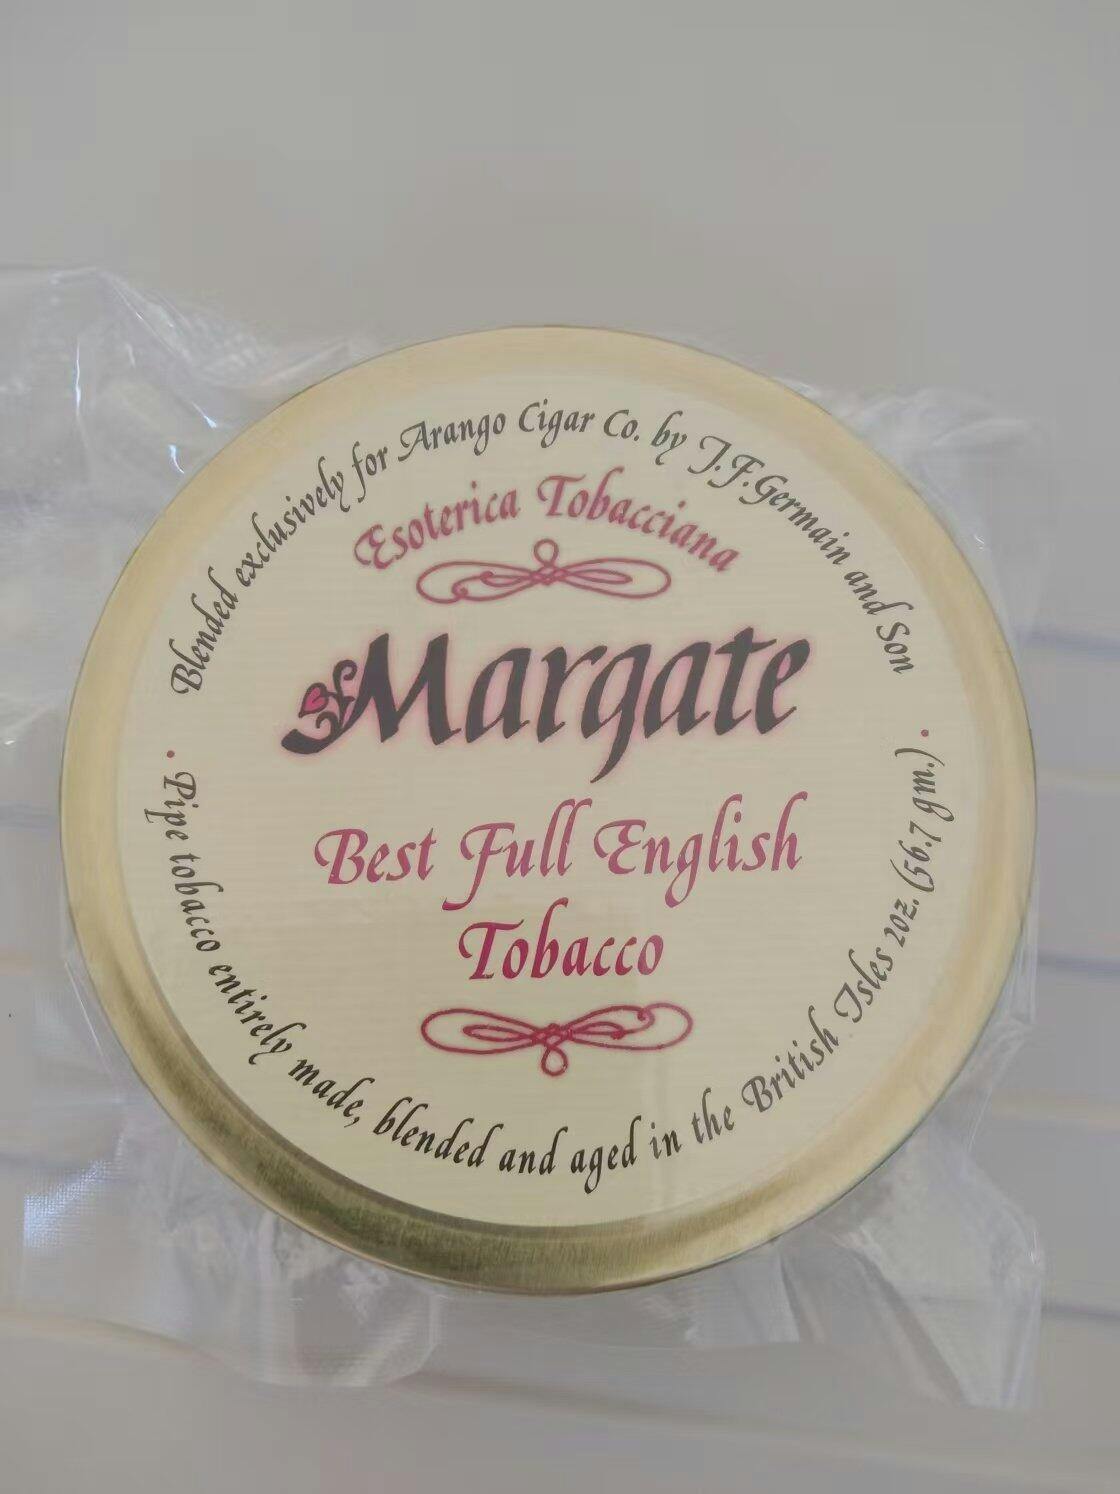 Blended exclusively for Arango Cigar Co. by J.F.Germain and Son
Esoterica Tobacciana
Margate
Best Full English
Tobacco
• Pipe tobacco entirely made, blended and aged in the British Isles 2oz. (56.7 gm.) •